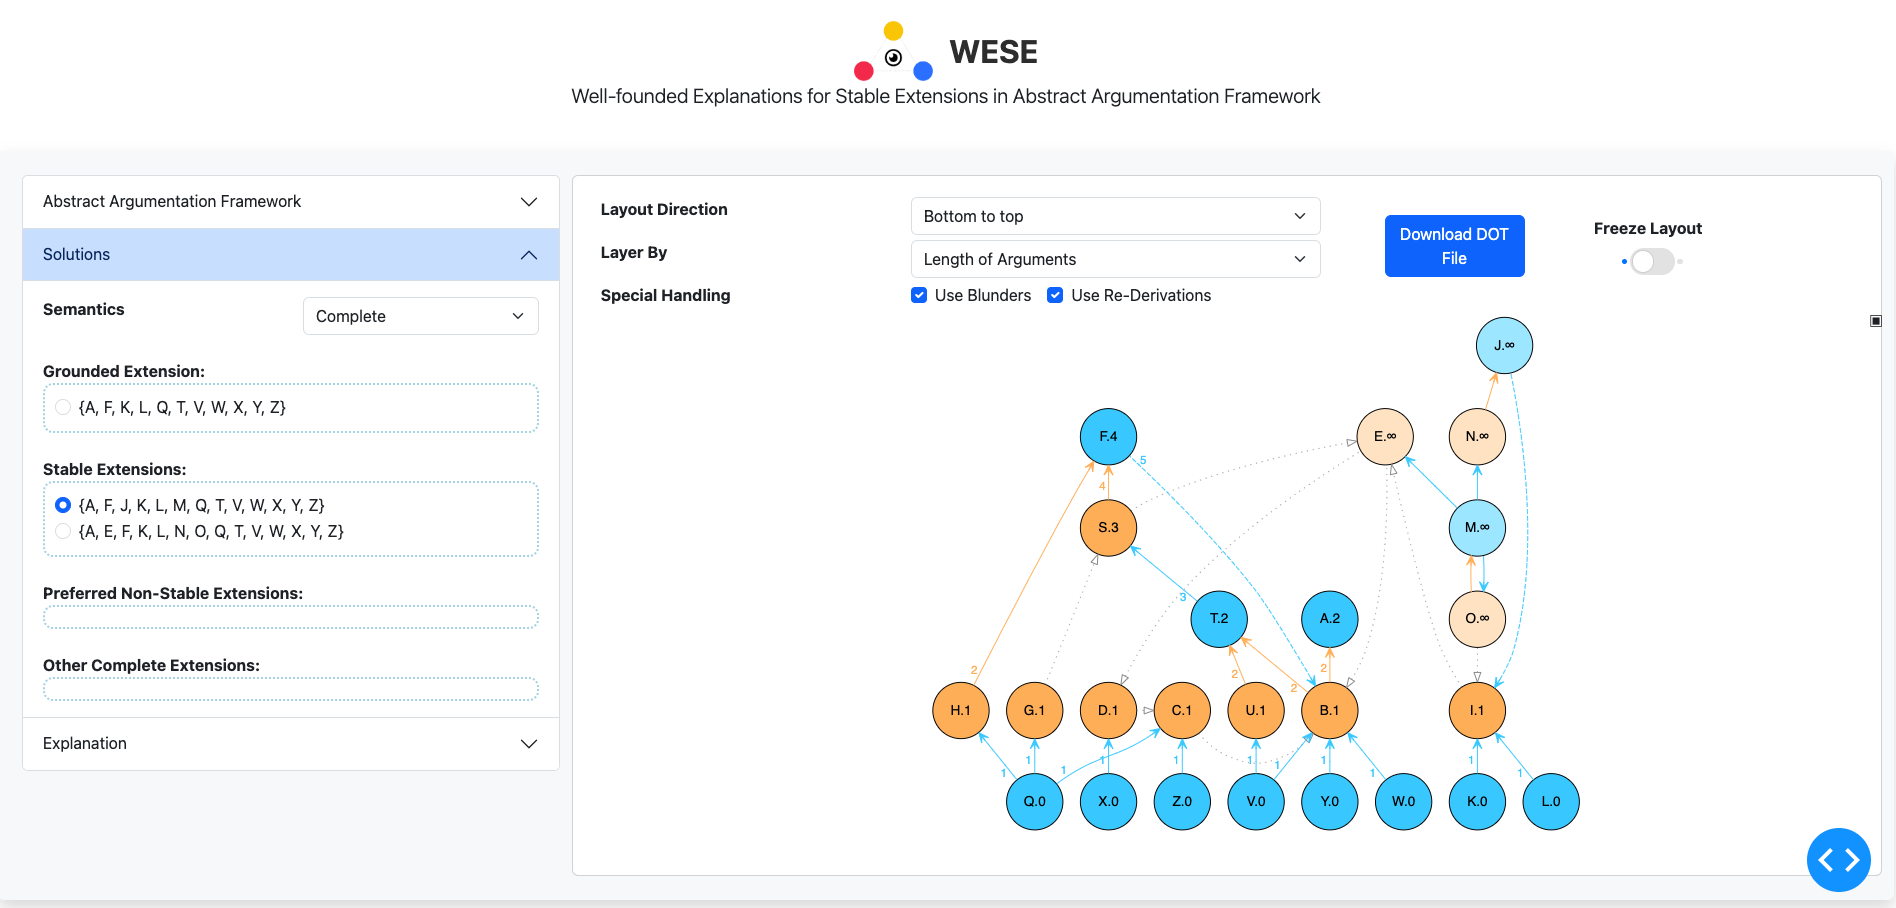 WESE
Well-founded Explanations for Stable Extensions in Abstract Argumentation Framework
Abstract Argumentation Framework
Solutions
Semantics
Complete
Grounded Extension:
{A, F, K, L, Q, T, V, W, X, Y, Z}
Stable Extensions:
{A, F, J, K, L, M, Q, T, V, W, X, Y, Z}
{A, E, F, K, L, N, O, Q, T, V, W, X, Y, Z}
Preferred Non-Stable Extensions:
Other Complete Extensions:
Explanation
Layout Direction
Bottom to top
Layer By
Length of Arguments
Special Handling
Use Blunders
Use Re-Derivations
Download DOT
File
Freeze Layout
J.∞
F.4
E.∞
N.∞
5
4
S.3
M.∞
3
T.2
A.2
O.∞
2
2
2
2
H.1
G.1
D.1
C.1
U.1
B.1
I.1
1
1
1
1
1
1
1
1
1
1
1
Q.0
X.0
Z.0
V.0
Y.0
W.0
K.0
L.0